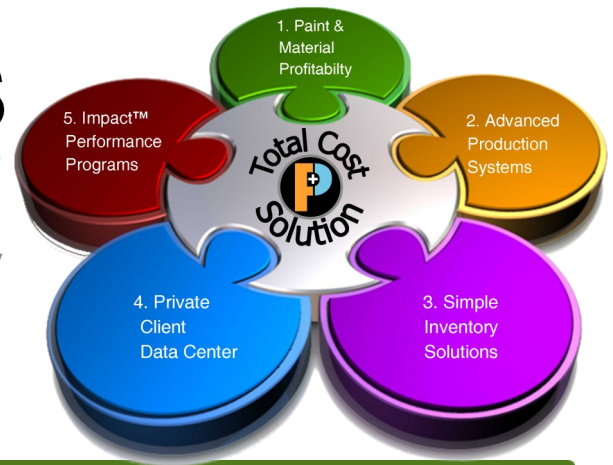 1. Paint &
Material
Profitabilty
2. Advanced
Production
Systems
3. Simple
Inventory
Solutions
4. Private
Client
Data Center
5. Impact™
Performance
Programs
Total Cost
P+
Solution